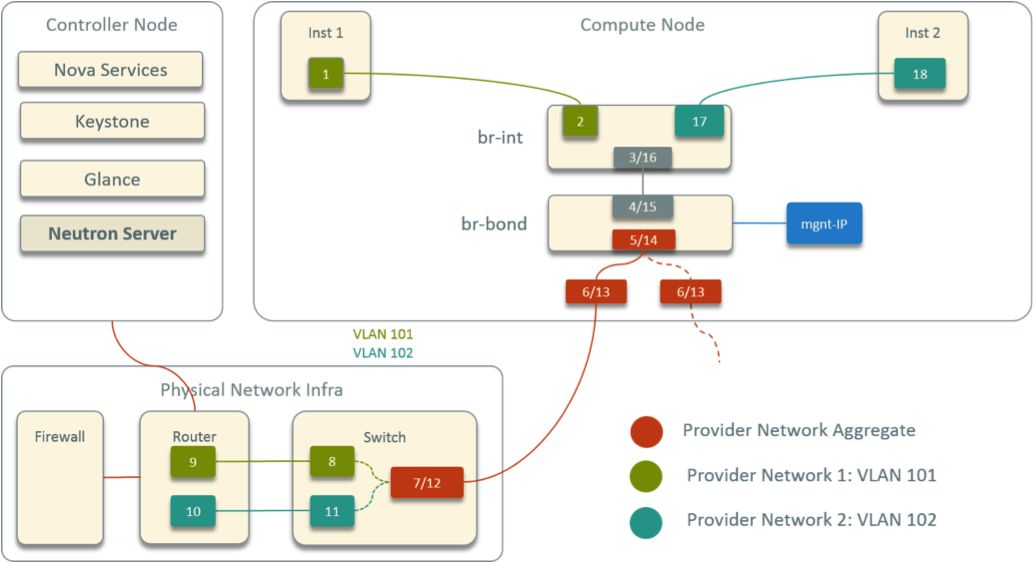 Controller Node
Nova Services
Keystone
Glance
Neutron Server
Compute Node
Inst 1
1
Inst 2
18
br-int
2
17
3/16
br-bond
4/15
5/14
mgnt-IP
6/13
6/13
VLAN 101
VLAN 102
Physical Network Infra
Firewall
Router
9
10
Switch
8
11
7/12
Provider Network Aggregate
Provider Network 1: VLAN 101
Provider Network 2: VLAN 102